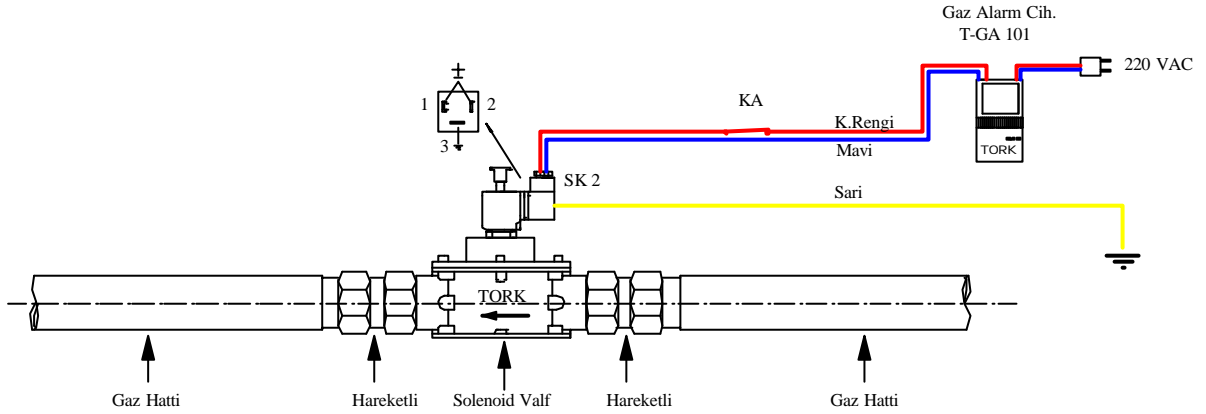 Gaz Alarm Cih.
T-GA 101
220 VAC
1 2
3
KA
K.Rengi
Mavi
TORK
SK 2
Sari
TORK
Gaz Hatti
Hareketli
Solenoid Valf
Hareketli
Gaz Hatti